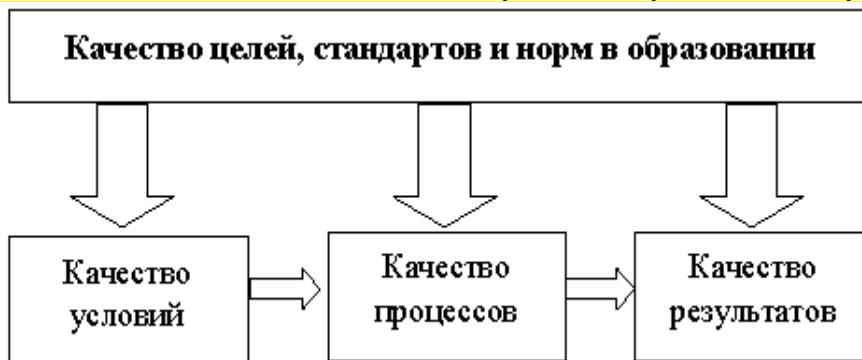 Качество целей, стандартов и норм в образовании
Качество
условий
Качество
процессов
Качество
результатов